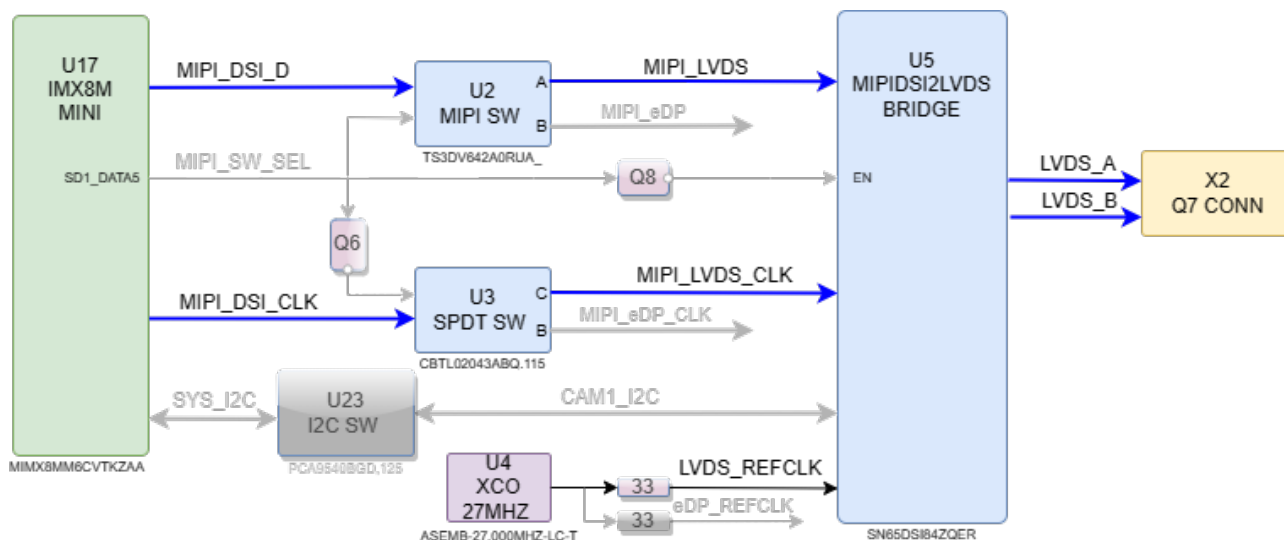 U17
IMX8M
MINI
SD1_DATA5
MIMX8MM6CVTKZAA
MIPI_DSI_D
U2
MIPI SW
A
B
TS3DV642A0RUA_
MIPI_LVDS
MIPI_eDP
MIPI_SW_SEL
Q8
Q6
MIPI_DSI_CLK
U3
SPDT SW
C
B
CBTL02043ABQ.115
MIPI_LVDS_CLK
MIPI_eDP_CLK
SYS_I2C
U23
I2C SW
PCA9540BGD,125
CAM1_I2C
U4
XCO
27MHZ
ASEMB-27.000MHZ-LC-T
33
33
LVDS_REFCLK
eDP_REFCLK
U5
MIPIDSI2LVDS
BRIDGE
EN
SN65DSI84ZQER
LVDS_A
LVDS_B
X2
Q7 CONN